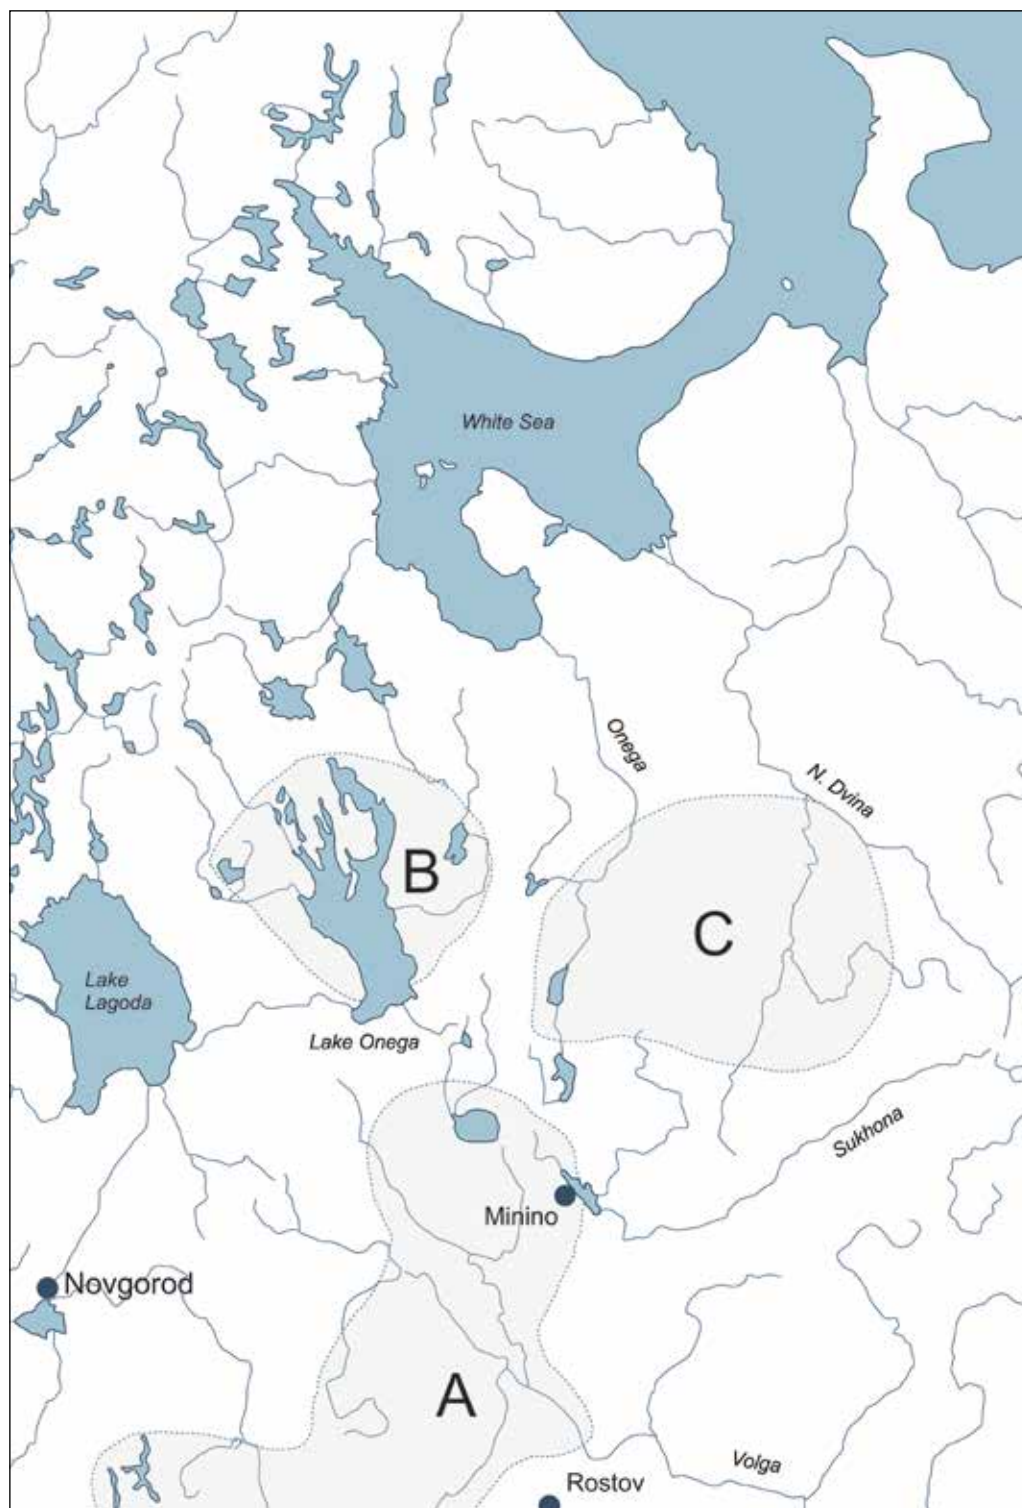 White Sea
Onega
N. Dvina
B
C
Lake
Lagoda
Lake Onega
Sukhona
Minino
Novgorod
A
Volga
Rostov